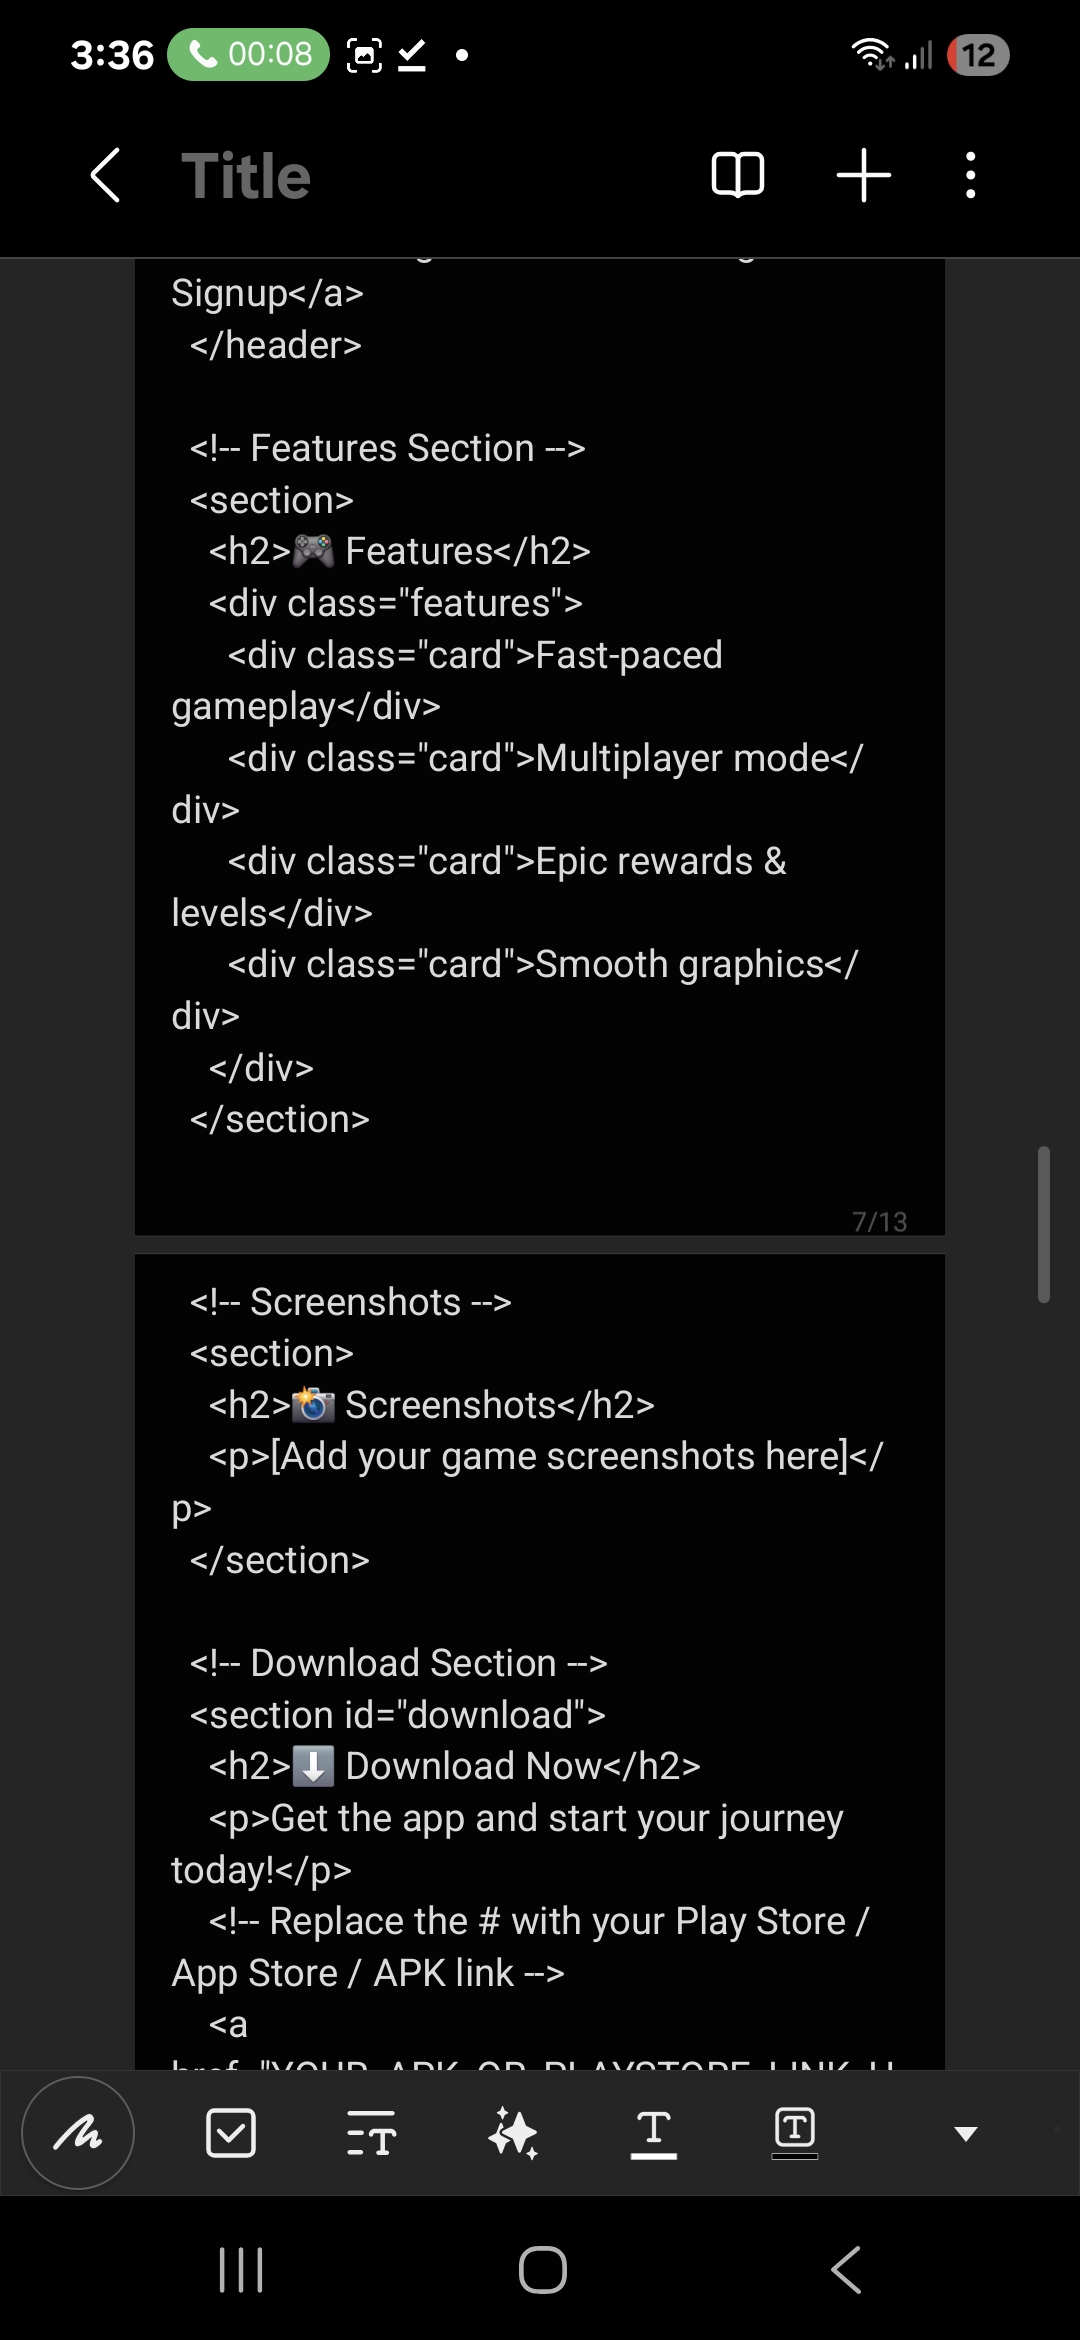 3:36 00:08 12
Title
Signup</a>
</header>
<!-- Features Section -->
<section>
<h2>🎮 Features</h2>
<div class="features">
<div class="card">Fast-paced
gameplay</div>
<div class="card">Multiplayer mode</
div>
<div class="card">Epic rewards &
levels</div>
<div class="card">Smooth graphics</
div>
</div>
</section>
7/13
<!-- Screenshots -->
<section>
<h2>📸 Screenshots</h2>
<p>[Add your game screenshots here]</
p>
</section>
<!-- Download Section -->
<section id="download">
<h2>⬇️ Download Now</h2>
<p>Get the app and start your journey
today!</p>
<!-- Replace the # with your Play Store /
App Store / APK link -->
<a
href="YOUR_APK_OR_PLAYSTORE_LINK_H